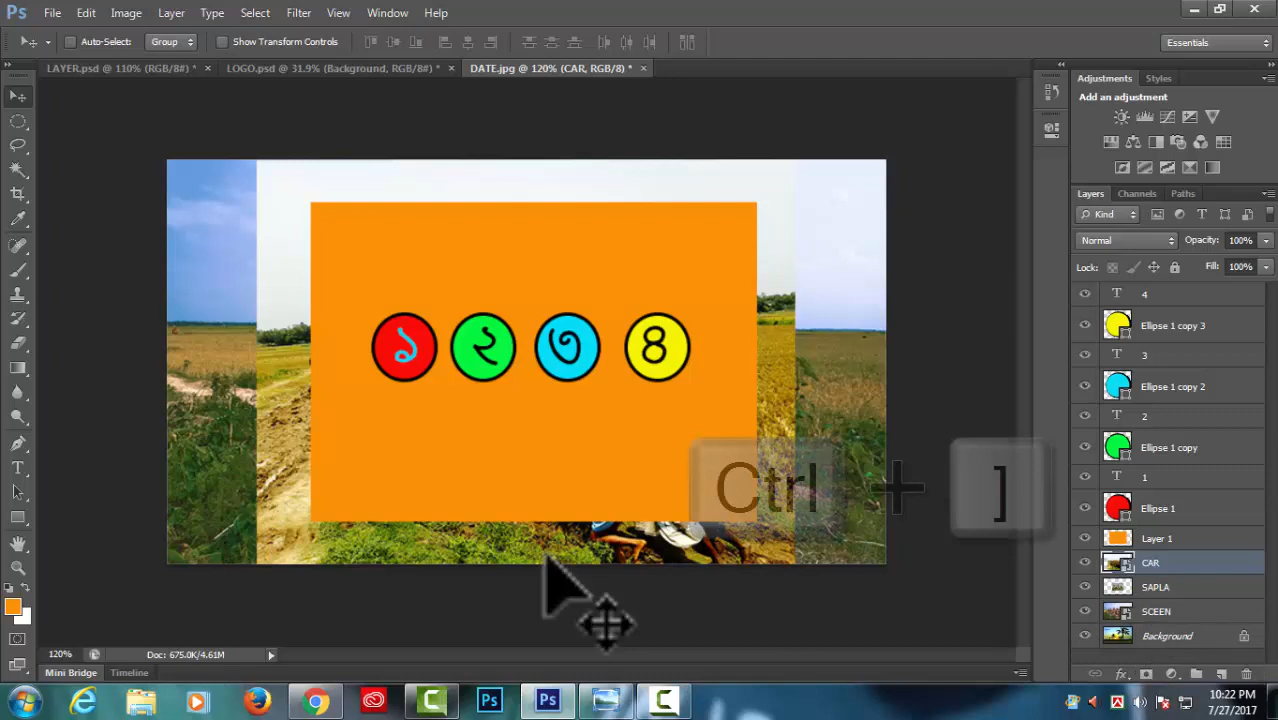 Ps File Edit Image Layer Type Select Filter View Window Help
Auto-Select: Group Show Transform Controls Essentials
LAYER.psd @ 110% (RGB/8#) * × LOGO.psd @ 31.9% (Background, RGB/8#) * × DATE.jpg @ 120% (CAR, RGB/8) * ×
Adjustments Styles
Add an adjustment
Layers Channels Paths
Kind
Normal Opacity: 100%
Lock: Fill: 100%
T 4
Ellipse 1 copy 3
T 3
Ellipse 1 copy 2
T 2
Ellipse 1 copy
T 1
Ellipse 1
Layer 1
CAR
SAPLA
SCEEN
Background
১ ২ ৩ 8
Ctrl + ]
120% Doc: 675.0K/4.61M
Mini Bridge Timeline
10:22 PM
7/27/2017